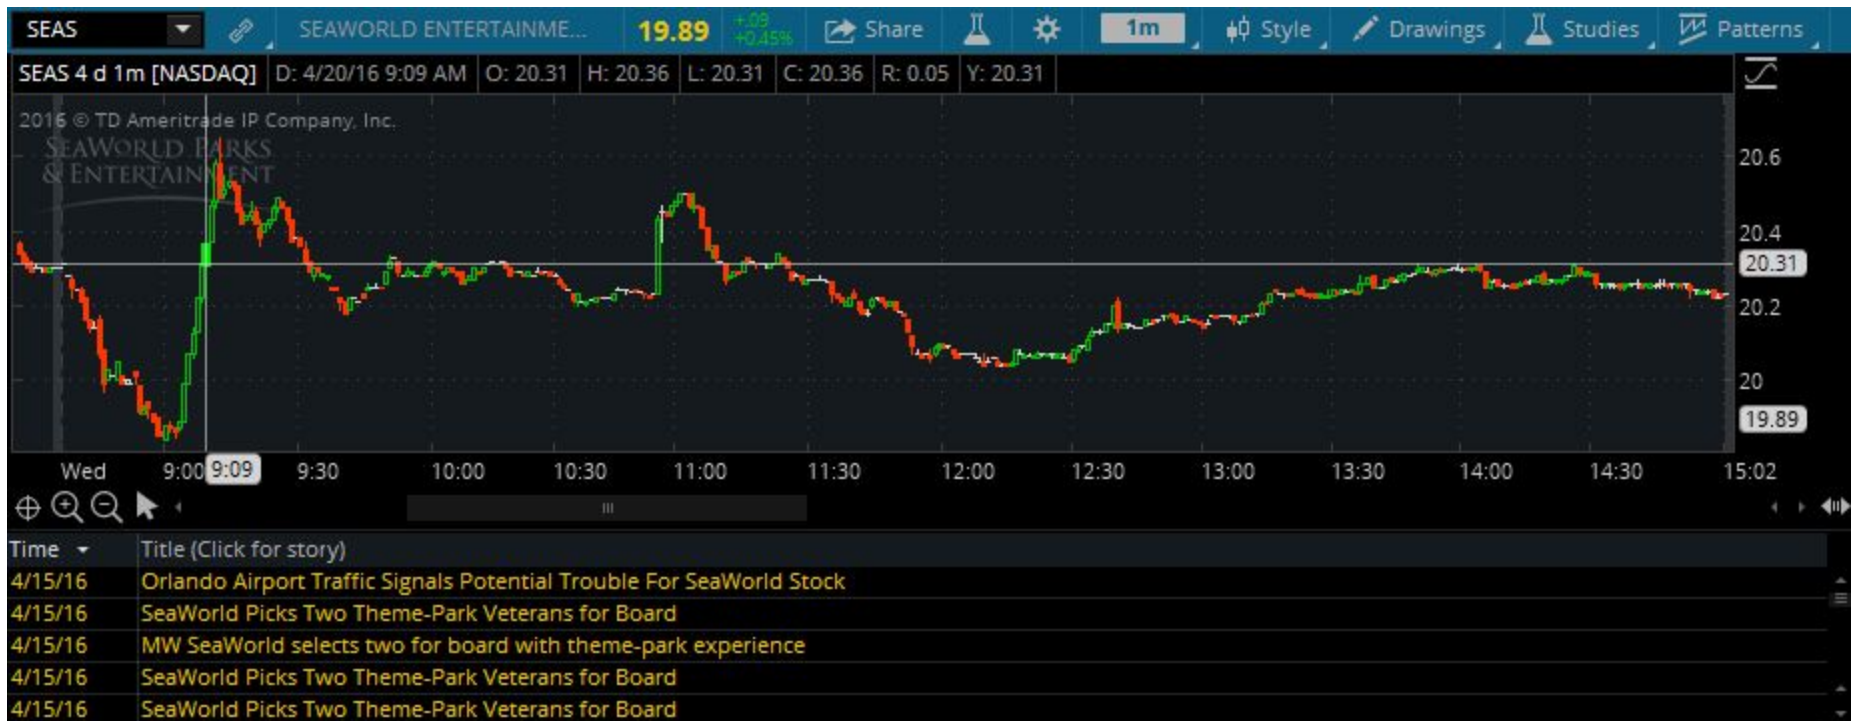 SEAS SEAWORLD ENTERTAINME... 19.89 +.09 +0.45% Share 1m Style Drawings Studies Patterns
SEAS 4 d 1m [NASDAQ] D: 4/20/16 9:09 AM O: 20.31 H: 20.36 L: 20.31 C: 20.36 R: 0.05 Y: 20.31
2016 © TD Ameritrade IP Company, Inc.
SEAWORLD PARKS
& ENTERTAINMENT
20.6
20.4
20.31
20.2
20
19.89
Wed 9:00 9:09 9:30 10:00 10:30 11:00 11:30 12:00 12:30 13:00 13:30 14:00 14:30 15:02
Time Title (Click for story)
4/15/16 Orlando Airport Traffic Signals Potential Trouble For SeaWorld Stock
4/15/16 SeaWorld Picks Two Theme-Park Veterans for Board
4/15/16 MW SeaWorld selects two for board with theme-park experience
4/15/16 SeaWorld Picks Two Theme-Park Veterans for Board
4/15/16 SeaWorld Picks Two Theme-Park Veterans for Board